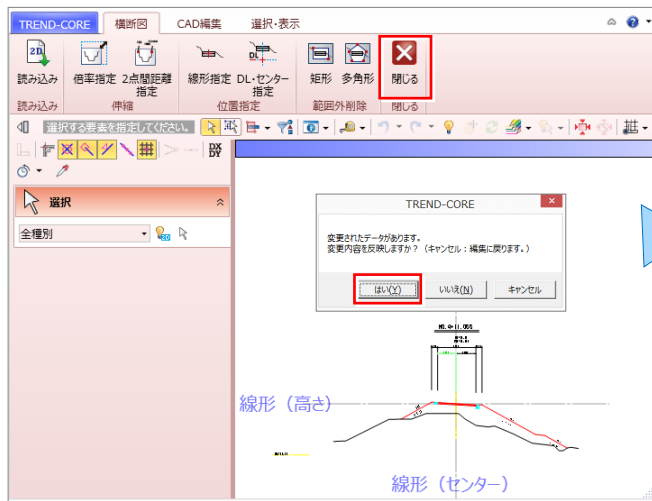 TREND-CORE 横断図 CAD編集 選択・表示
2D
DL
読み込み 倍率指定 2点間距離指定 線形指定 DL・センター指定 矩形 多角形 閉じる
読み込み 伸縮 位置指定 範囲外削除 閉じる
選択する要素を指定してください。
選択
全種別
TREND-CORE
変更されたデータがあります。
変更内容を反映しますか？（キャンセル：編集に戻ります。）
はい(Y) いいえ(N) キャンセル
線形（高さ）
線形（センター）